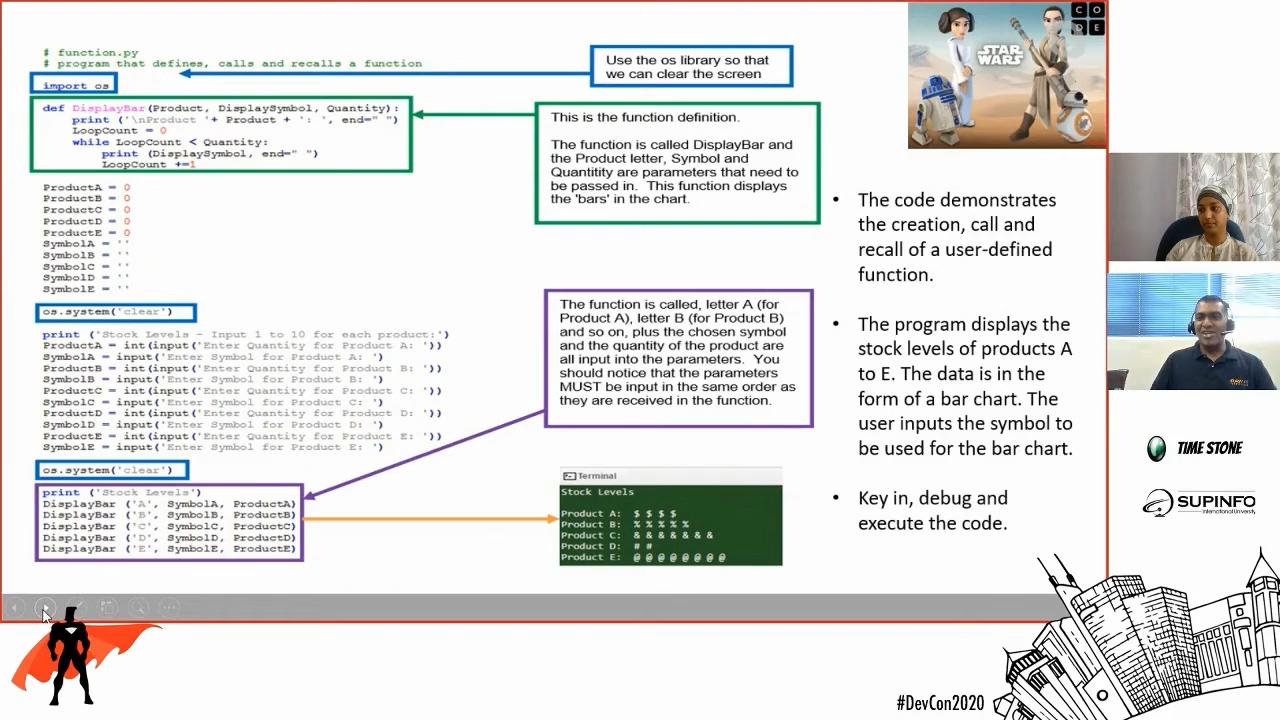 # function.py
# program that defines, calls and recalls a function
import os
def DisplayBar(Product, DisplaySymbol, Quantity):
print ('\nProduct '+ Product + ': ', end=" ")
LoopCount = 0
while LoopCount < Quantity:
print (DisplaySymbol, end=" ")
LoopCount +=1
ProductA = 0
ProductB = 0
ProductC = 0
ProductD = 0
ProductE = 0
SymbolA = ''
SymbolB = ''
SymbolC = ''
SymbolD = ''
SymbolE = ''
os.system('clear')
print ('Stock Levels - Input 1 to 10 for each product:')
ProductA = int(input('Enter Quantity for Product A: '))
SymbolA = input('Enter Symbol for Product A: ')
ProductB = int(input('Enter Quantity for Product B: '))
SymbolB = input('Enter Symbol for Product B: ')
ProductC = int(input('Enter Quantity for Product C: '))
SymbolC = input('Enter Symbol for Product C: ')
ProductD = int(input('Enter Quantity for Product D: '))
SymbolD = input('Enter Symbol for Product D: ')
ProductE = int(input('Enter Quantity for Product E: '))
SymbolE = input('Enter Symbol for Product E: ')
os.system('clear')
print ('Stock Levels')
DisplayBar ('A', SymbolA, ProductA)
DisplayBar ('B', SymbolB, ProductB)
DisplayBar ('C', SymbolC, ProductC)
DisplayBar ('D', SymbolD, ProductD)
DisplayBar ('E', SymbolE, ProductE)
Use the os library so that
we can clear the screen
This is the function definition.
The function is called DisplayBar and
the Product letter, Symbol and
Quantitity are parameters that need to
be passed in. This function displays
the 'bars' in the chart.
The function is called, letter A (for
Product A), letter B (for Product B)
and so on, plus the chosen symbol
and the quantity of the product are
all input into the parameters. You
should notice that the parameters
MUST be input in the same order as
they are received in the function.
Terminal
Stock Levels
Product A: $ $ $ $
Product B: % % % % %
Product C: & & & & & & &
Product D: # #
Product E: @ @ @ @ @ @ @ @
STAR
WARS
C O
D E
• The code demonstrates
the creation, call and
recall of a user-defined
function.
• The program displays the
stock levels of products A
to E. The data is in the
form of a bar chart. The
user inputs the symbol to
be used for the bar chart.
• Key in, debug and
execute the code.
TIME STONE
SUPINFO
International University
#DevCon2020